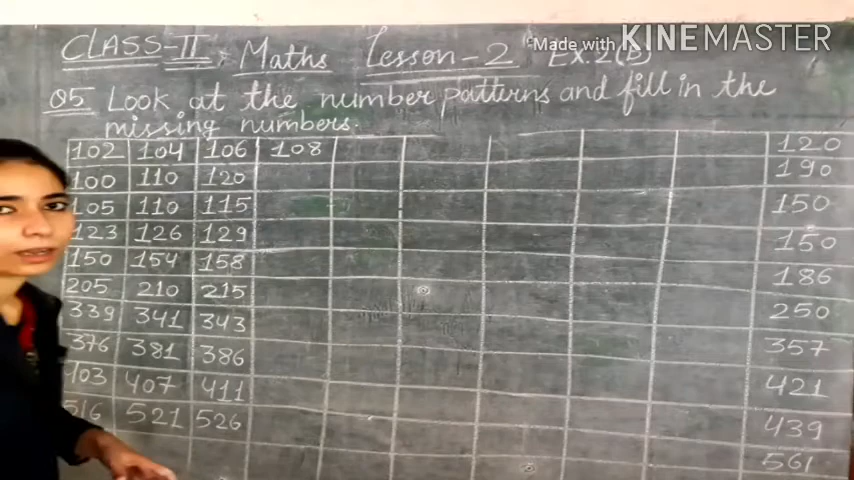 CLASS-II, Maths Lesson-2 Ex.2(b)
Made with KINEMASTER
Q5 Look at the number patterns and fill in the
missing numbers.
102 104 106 108 120
100 110 120 190
105 110 115 150
123 126 129 150
150 154 158 186
205 210 215 250
339 341 343 357
376 381 386 421
403 407 411 439
516 521 526 561